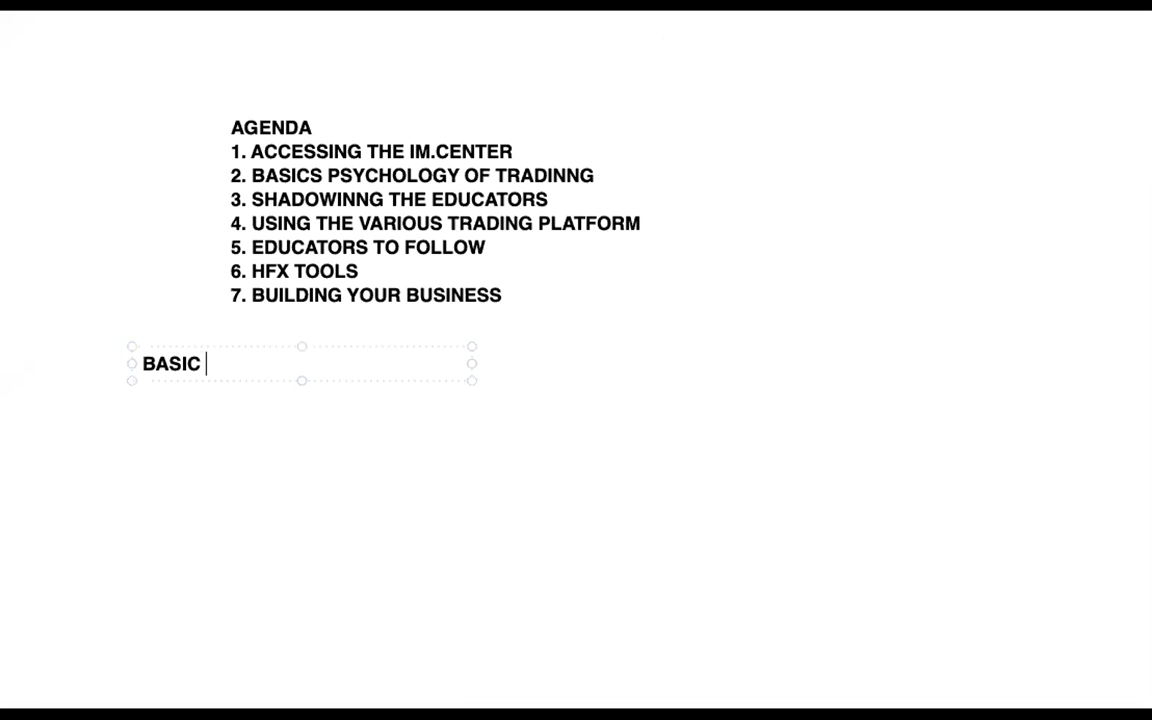 AGENDA
1. ACCESSING THE IM.CENTER
2. BASICS PSYCHOLOGY OF TRADINNG
3. SHADOWINNG THE EDUCATORS
4. USING THE VARIOUS TRADING PLATFORM
5. EDUCATORS TO FOLLOW
6. HFX TOOLS
7. BUILDING YOUR BUSINESS
BASIC